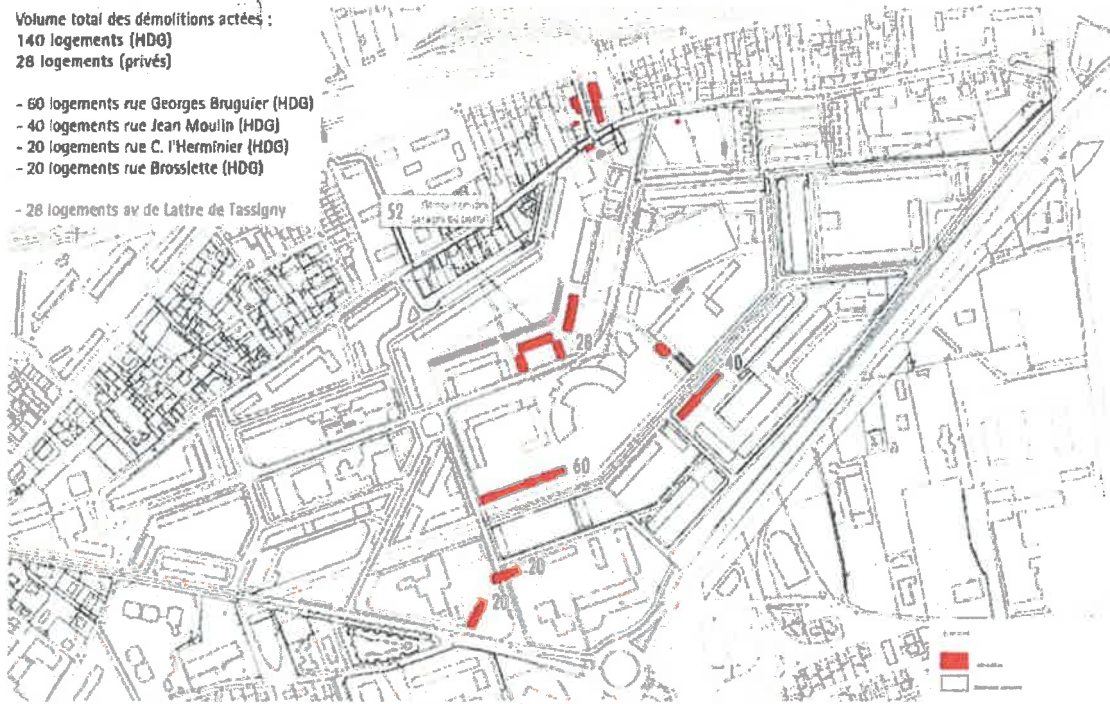 Volume total des démolitions actées :
140 logements (HDG)
28 logements (privés)
- 60 logements rue Georges Bruguier (HDG)
- 40 logements rue Jean Moulin (HDG)
- 20 logements rue C. l'Herminier (HDG)
- 20 logements rue Brosslette (HDG)
- 28 logements av de Lattre de Tassigny
52
28
40
60
20
20